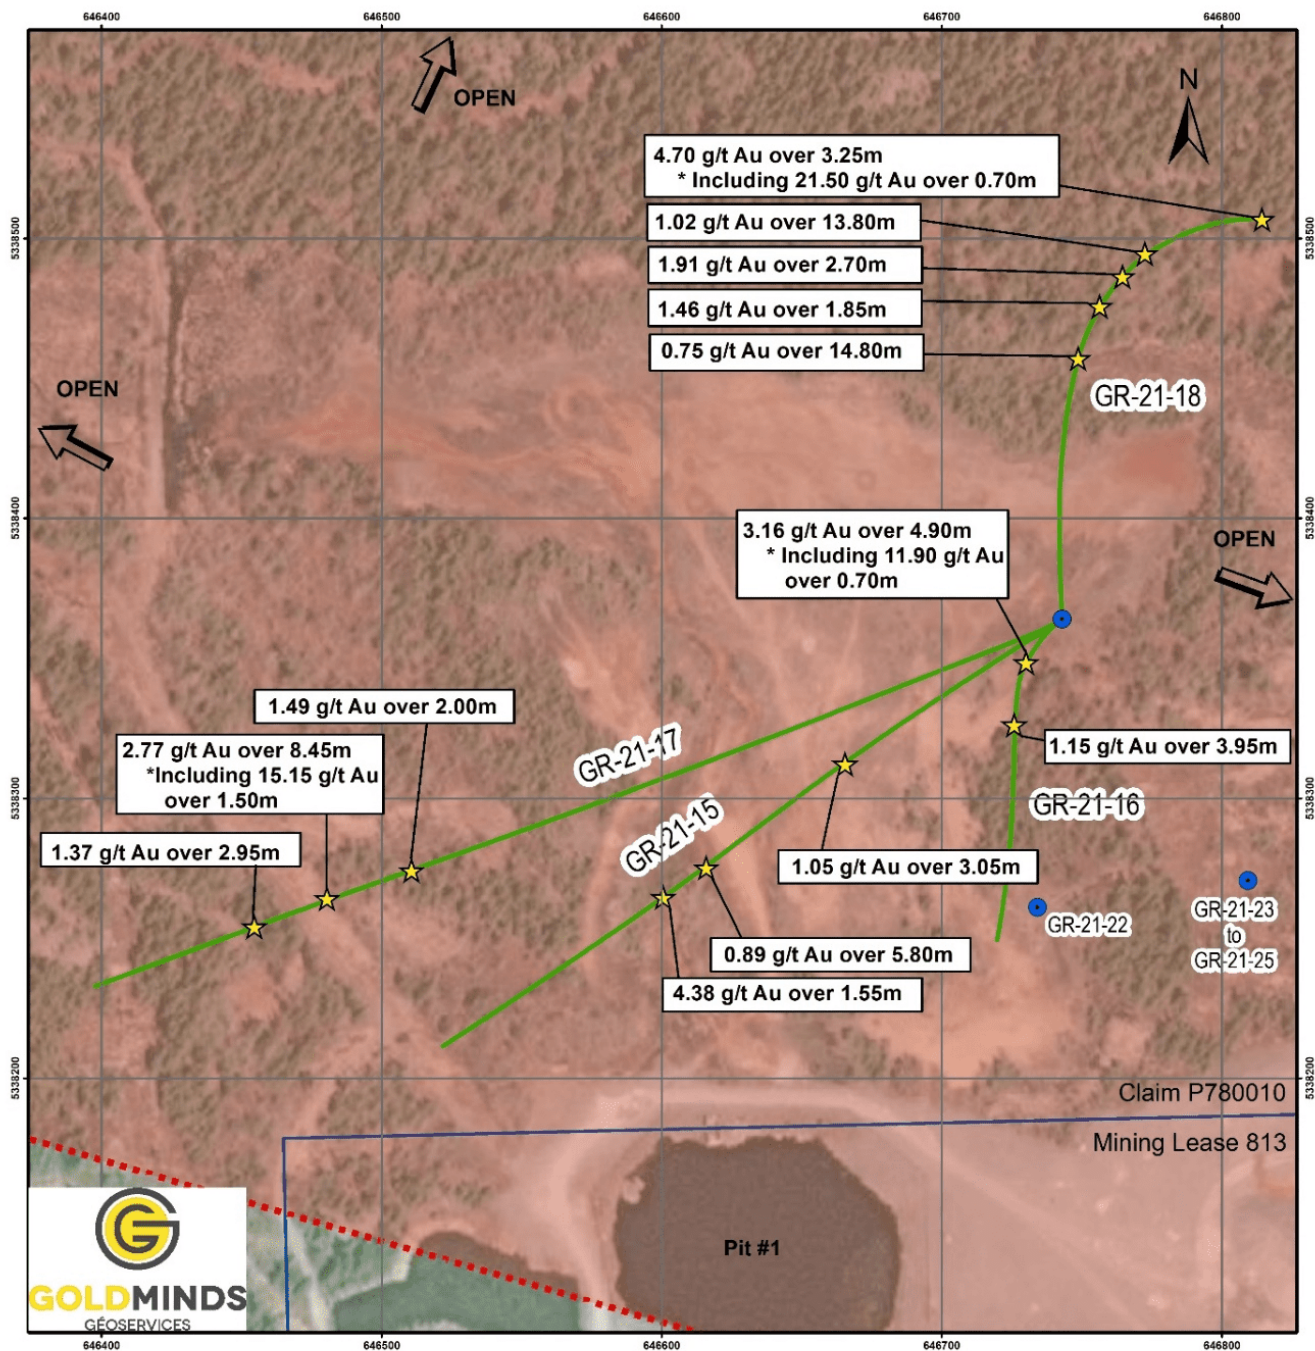 646400
646500
646600
646700
646800
OPEN
N
4.70 g/t Au over 3.25m
* Including 21.50 g/t Au over 0.70m
5338500
5338500
1.02 g/t Au over 13.80m
1.91 g/t Au over 2.70m
1.46 g/t Au over 1.85m
0.75 g/t Au over 14.80m
OPEN
GR-21-18
5338400
5338400
3.16 g/t Au over 4.90m
* Including 11.90 g/t Au
over 0.70m
OPEN
1.49 g/t Au over 2.00m
2.77 g/t Au over 8.45m
*Including 15.15 g/t Au
over 1.50m
GR-21-17
1.15 g/t Au over 3.95m
5338300
5338300
GR-21-16
GR-21-15
1.37 g/t Au over 2.95m
1.05 g/t Au over 3.05m
GR-21-22
GR-21-23
to
GR-21-25
0.89 g/t Au over 5.80m
4.38 g/t Au over 1.55m
5338200
5338200
Claim P780010
Mining Lease 813
Pit #1
GOLDMINDS
GÉOSERVICES
646400
646500
646600
646700
646800